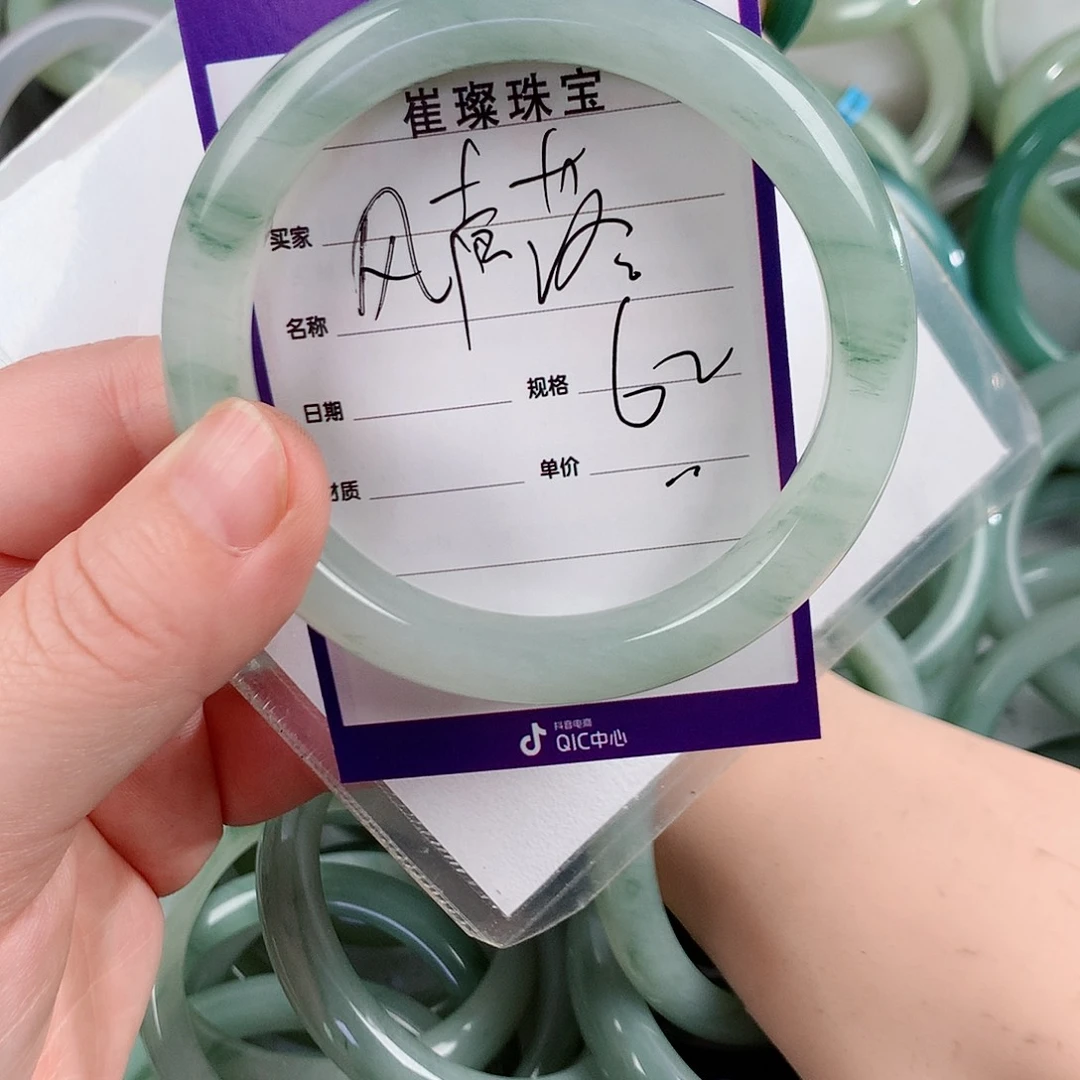 崔璨珠宝
买家
名称
日期 规格 62
材质 单价
抖音电商
QIC中心